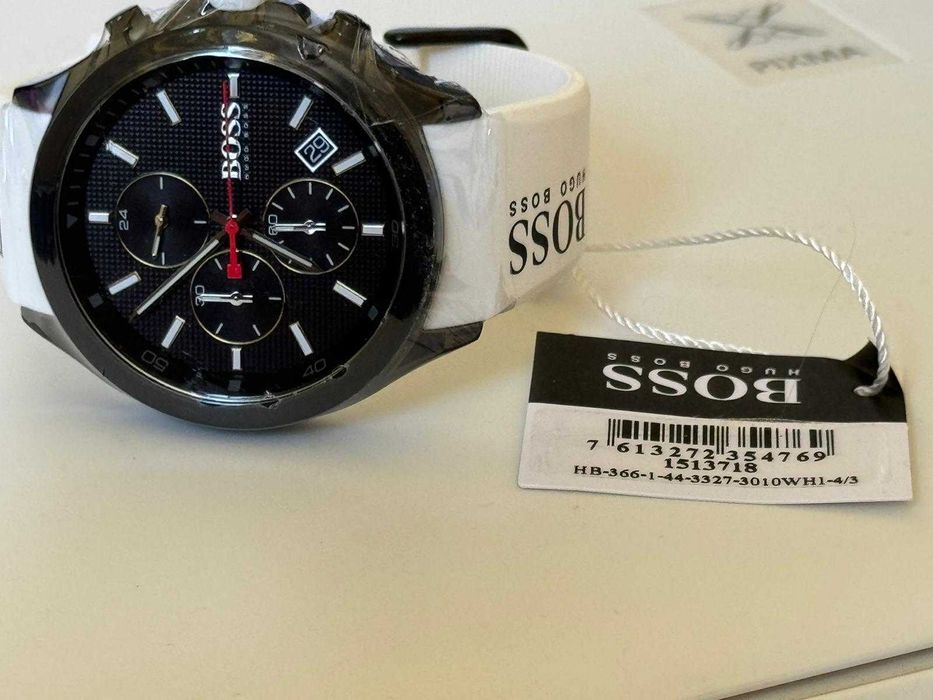 PIXMA
BOSS
HUGO BOSS
29
24
60
30
50
40
BOSS
HUGO BOSS
BOSS
HUGO BOSS
7 613272 354769
1513718
HB-366-1-44-3327-3010WH1-4/3